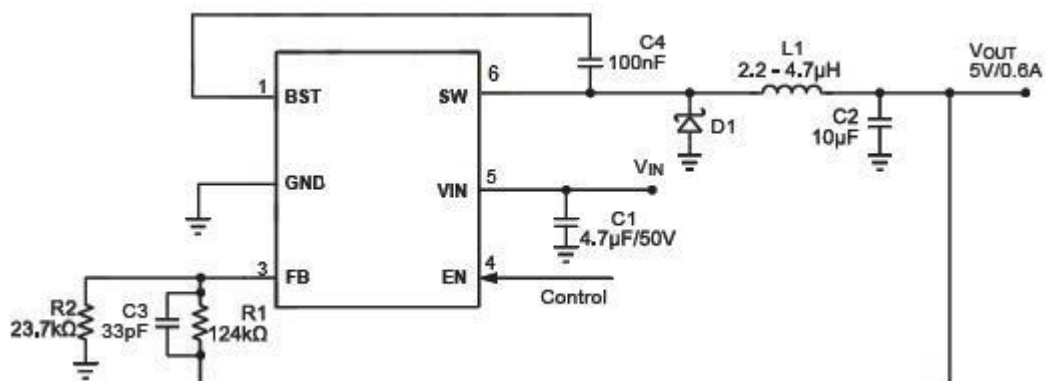 C4
100nF
L1
2.2 - 4.7µH
VOUT
5V/0.6A
1
BST
SW
6
D1
C2
10µF
GND
VIN
5
VIN
C1
4.7µF/50V
3
FB
EN
4
Control
R2
23.7kΩ
C3
33pF
R1
124kΩ